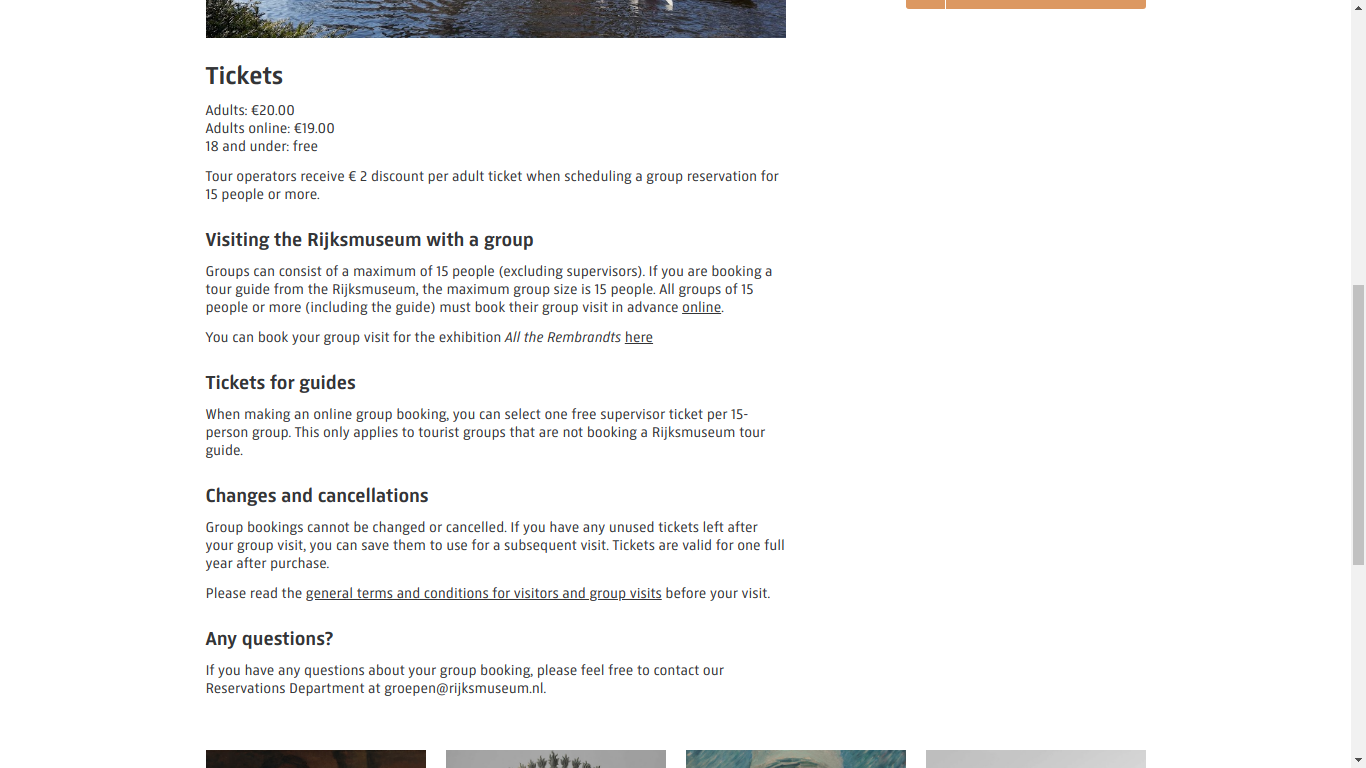 Tickets
Adults: €20.00
Adults online: €19.00
18 and under: free
Tour operators receive € 2 discount per adult ticket when scheduling a group reservation for
15 people or more.
Visiting the Rijksmuseum with a group
Groups can consist of a maximum of 15 people (excluding supervisors). If you are booking a
tour guide from the Rijksmuseum, the maximum group size is 15 people. All groups of 15
people or more (including the guide) must book their group visit in advance online.
You can book your group visit for the exhibition All the Rembrandts here
Tickets for guides
When making an online group booking, you can select one free supervisor ticket per 15-
person group. This only applies to tourist groups that are not booking a Rijksmuseum tour
guide.
Changes and cancellations
Group bookings cannot be changed or cancelled. If you have any unused tickets left after
your group visit, you can save them to use for a subsequent visit. Tickets are valid for one full
year after purchase.
Please read the general terms and conditions for visitors and group visits before your visit.
Any questions?
If you have any questions about your group booking, please feel free to contact our
Reservations Department at groepen@rijksmuseum.nl.